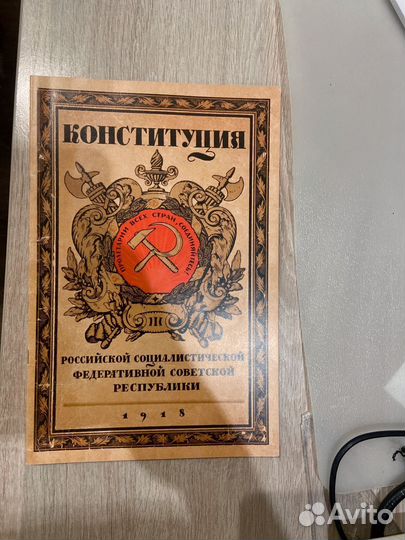 КОНСТИТУЦИЯ
ПРОЛЕТАРИИ ВСЕХ СТРАН, СОЕДИНЯЙТЕСЬ!
РОССИЙСКОЙ СОЦИАЛИСТИЧЕСКОЙ
ФЕДЕРАТИВНОЙ СОВЕТСКОЙ
РЕСПУБЛИКИ
1918
Avito